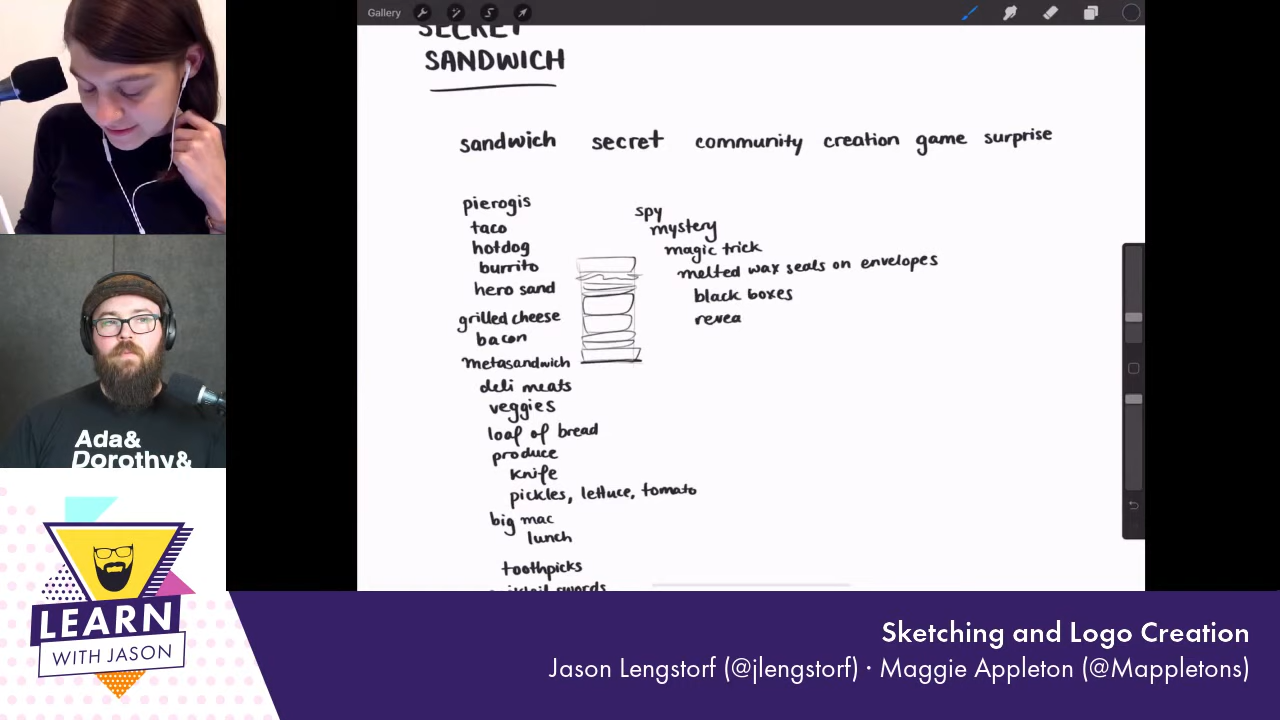 Gallery
SECRET
SANDWICH
sandwich secret community creation game surprise
pierogis
taco
hotdog
burrito
hero sand
grilled cheese
bacon
metasandwich
deli meats
veggies
loaf of bread
produce
knife
pickles, lettuce, tomato
big mac
lunch
toothpicks
swords
spy
mystery
magic trick
melted wax seals on envelopes
black boxes
revea
Ada&
Dorothy&
LEARN
WITH JASON
Sketching and Logo Creation
Jason Lengstorf (@jlengstorf) · Maggie Appleton (@Mappletons)